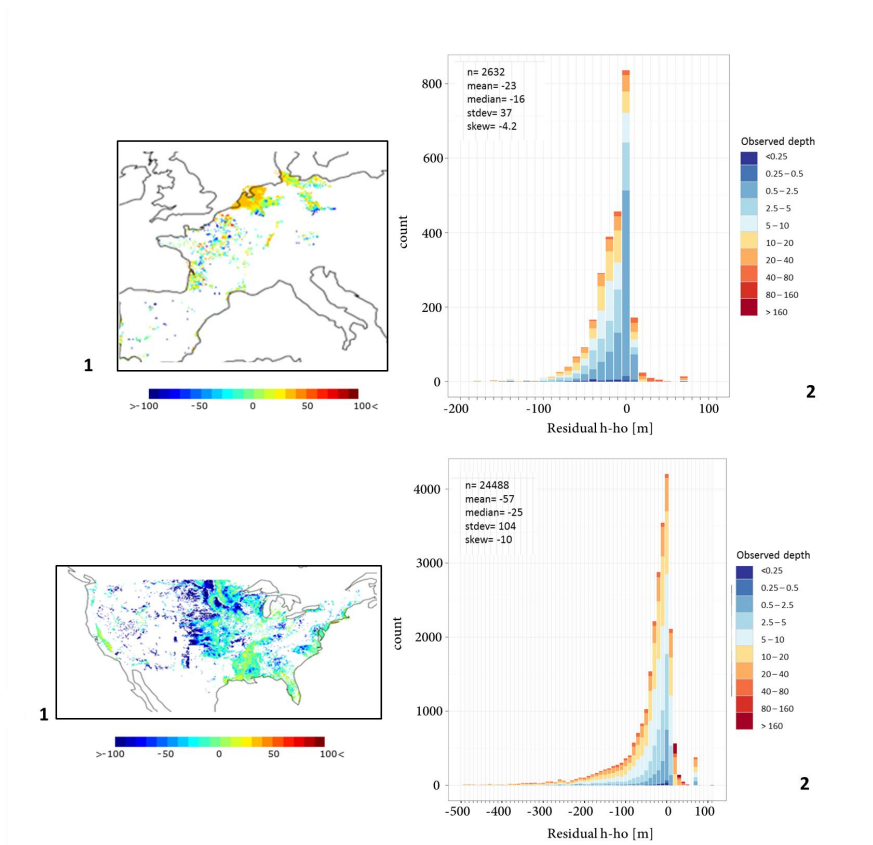 n= 2632
mean= -23
median= -16
stdev= 37
skew= -4.2
800
600
400
200
0
count
-200
-100
0
100
Residual h-ho [m]
Observed depth
<0.25
0.25-0.5
0.5-2.5
2.5-5
5-10
10-20
20-40
40-80
80-160
>160
1
>-100 -50 0 50 100<
2
n= 24488
mean= -57
median= -25
stdev= 104
skew= -10
4000
3000
2000
1000
0
count
-500 -400 -300 -200 -100 0 100
Residual h-ho [m]
Observed depth
<0.25
0.25-0.5
0.5-2.5
2.5-5
5-10
10-20
20-40
40-80
80-160
>160
1
>-100 -50 0 50 100<
2